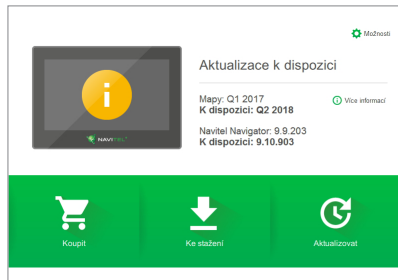 Možnosti
Aktualizace k dispozici
Mapy: Q1 2017
K dispozici: Q2 2018
Více informací
Navitel Navigator: 9.9.203
K dispozici: 9.10.903
NAVITEL
Koupit
Ke stažení
Aktualizovat